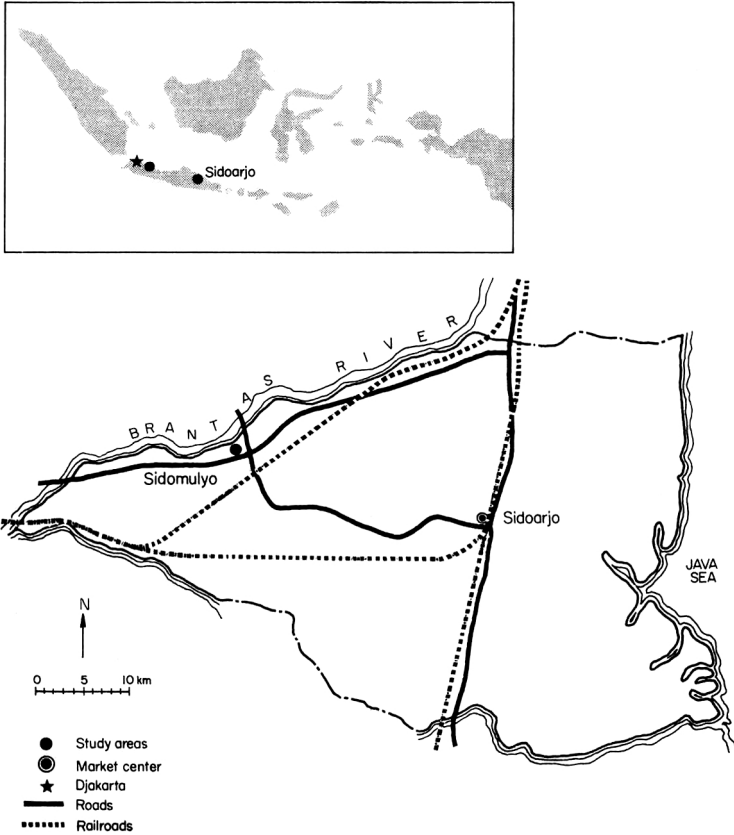 Sidoarjo
BRANTAS RIVER
Sidomulyo
Sidoarjo
JAVA
SEA
N
0 5 10 km
Study areas
Market center
Djakarta
Roads
Railroads